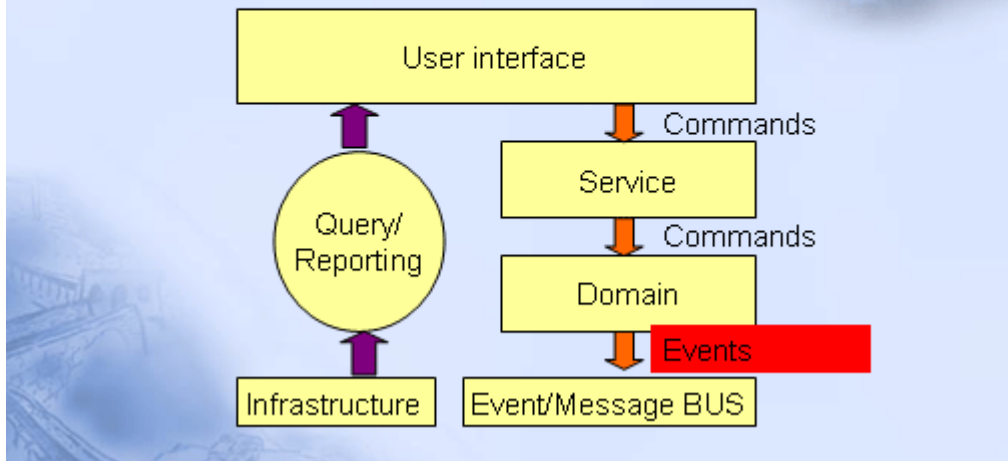 User interface
Commands
Service
Query/
Reporting
Commands
Domain
Events
Infrastructure
Event/Message BUS